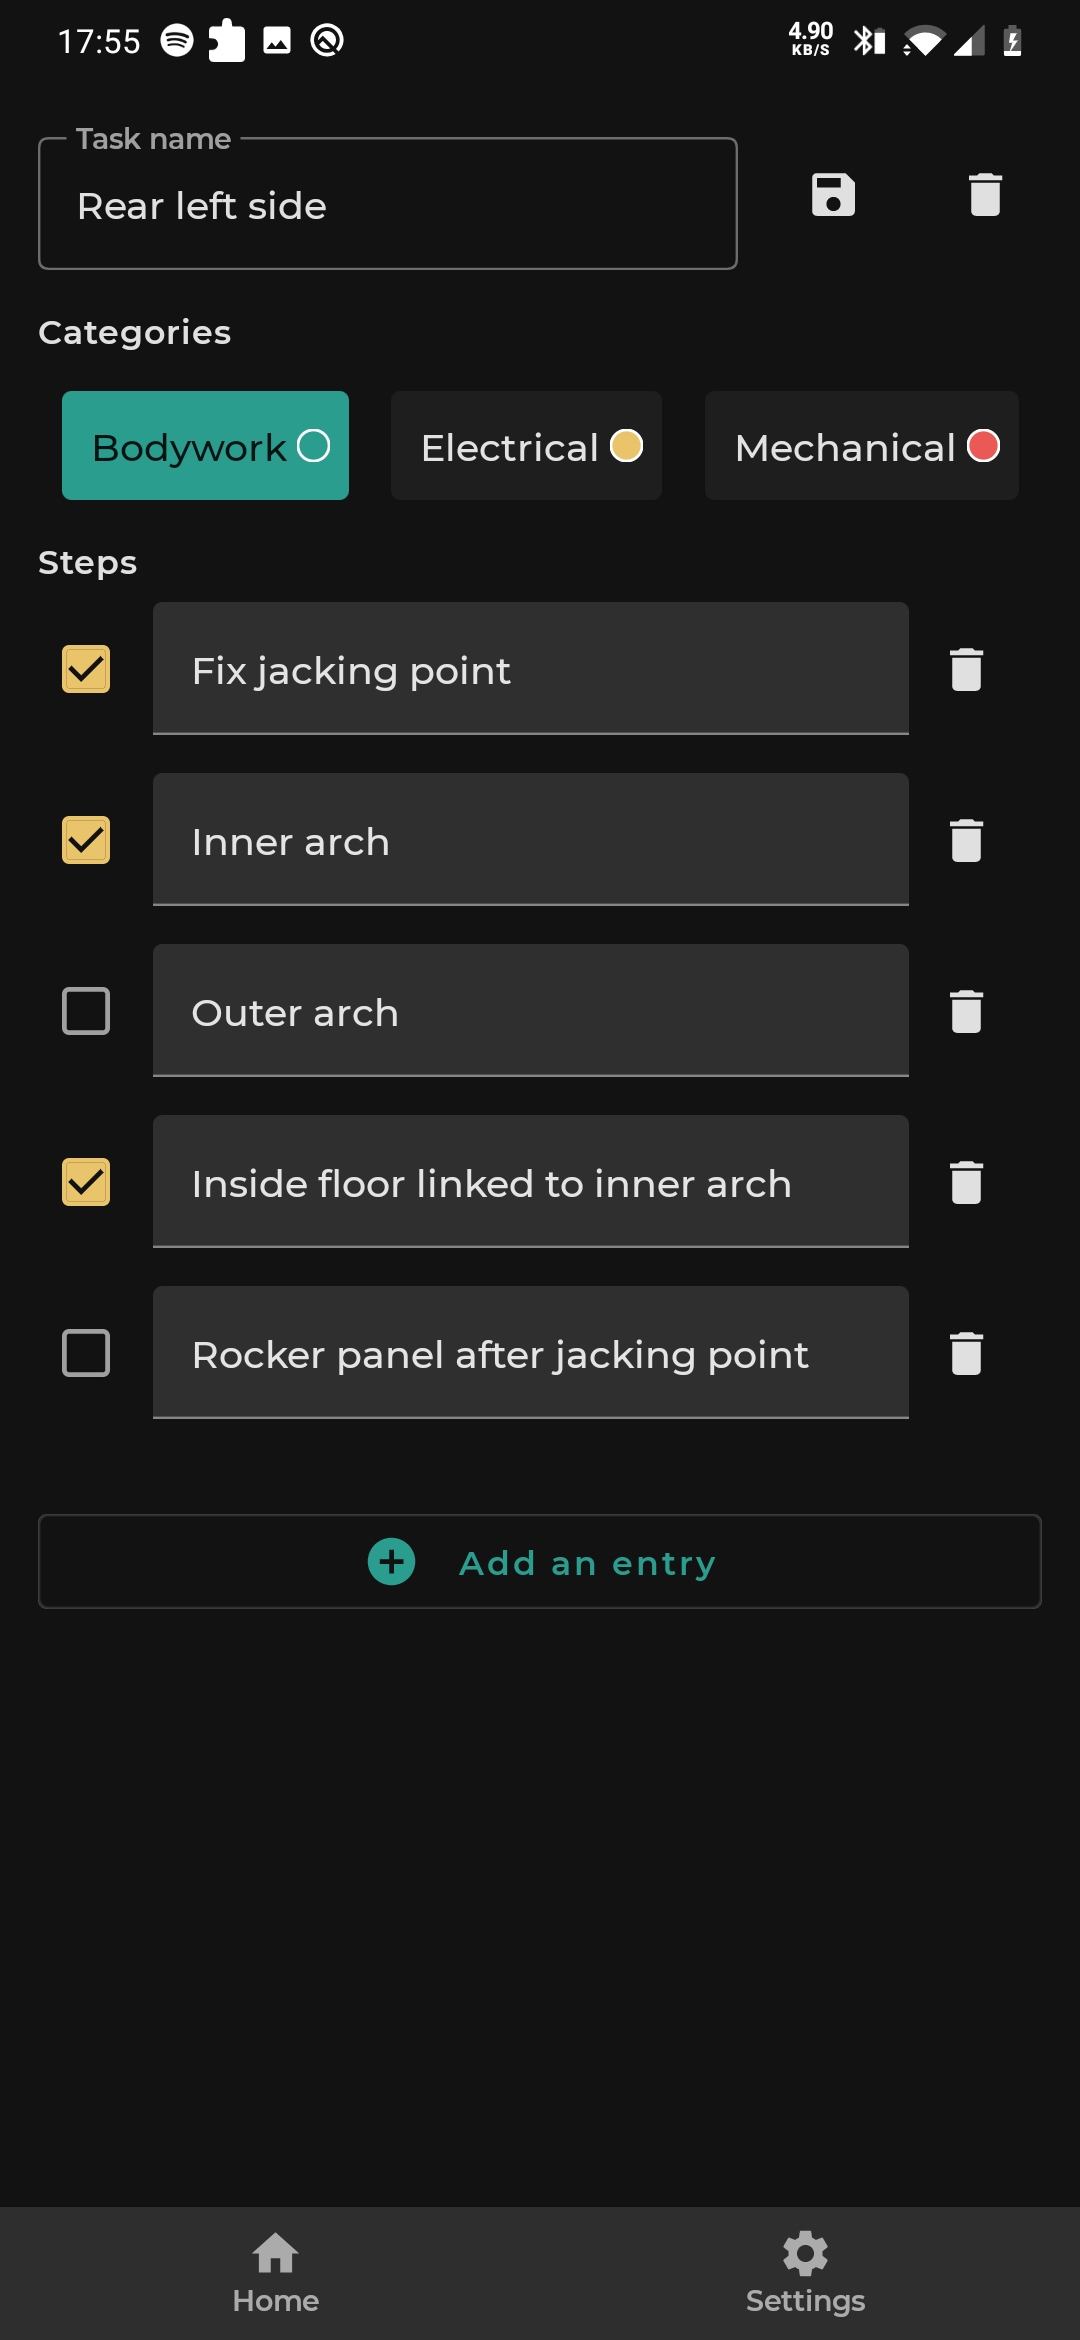 17:55
4.90
KB/S
Task name
Rear left side
Categories
Bodywork Electrical Mechanical
Steps
Fix jacking point
Inner arch
Outer arch
Inside floor linked to inner arch
Rocker panel after jacking point
Add an entry
Home Settings